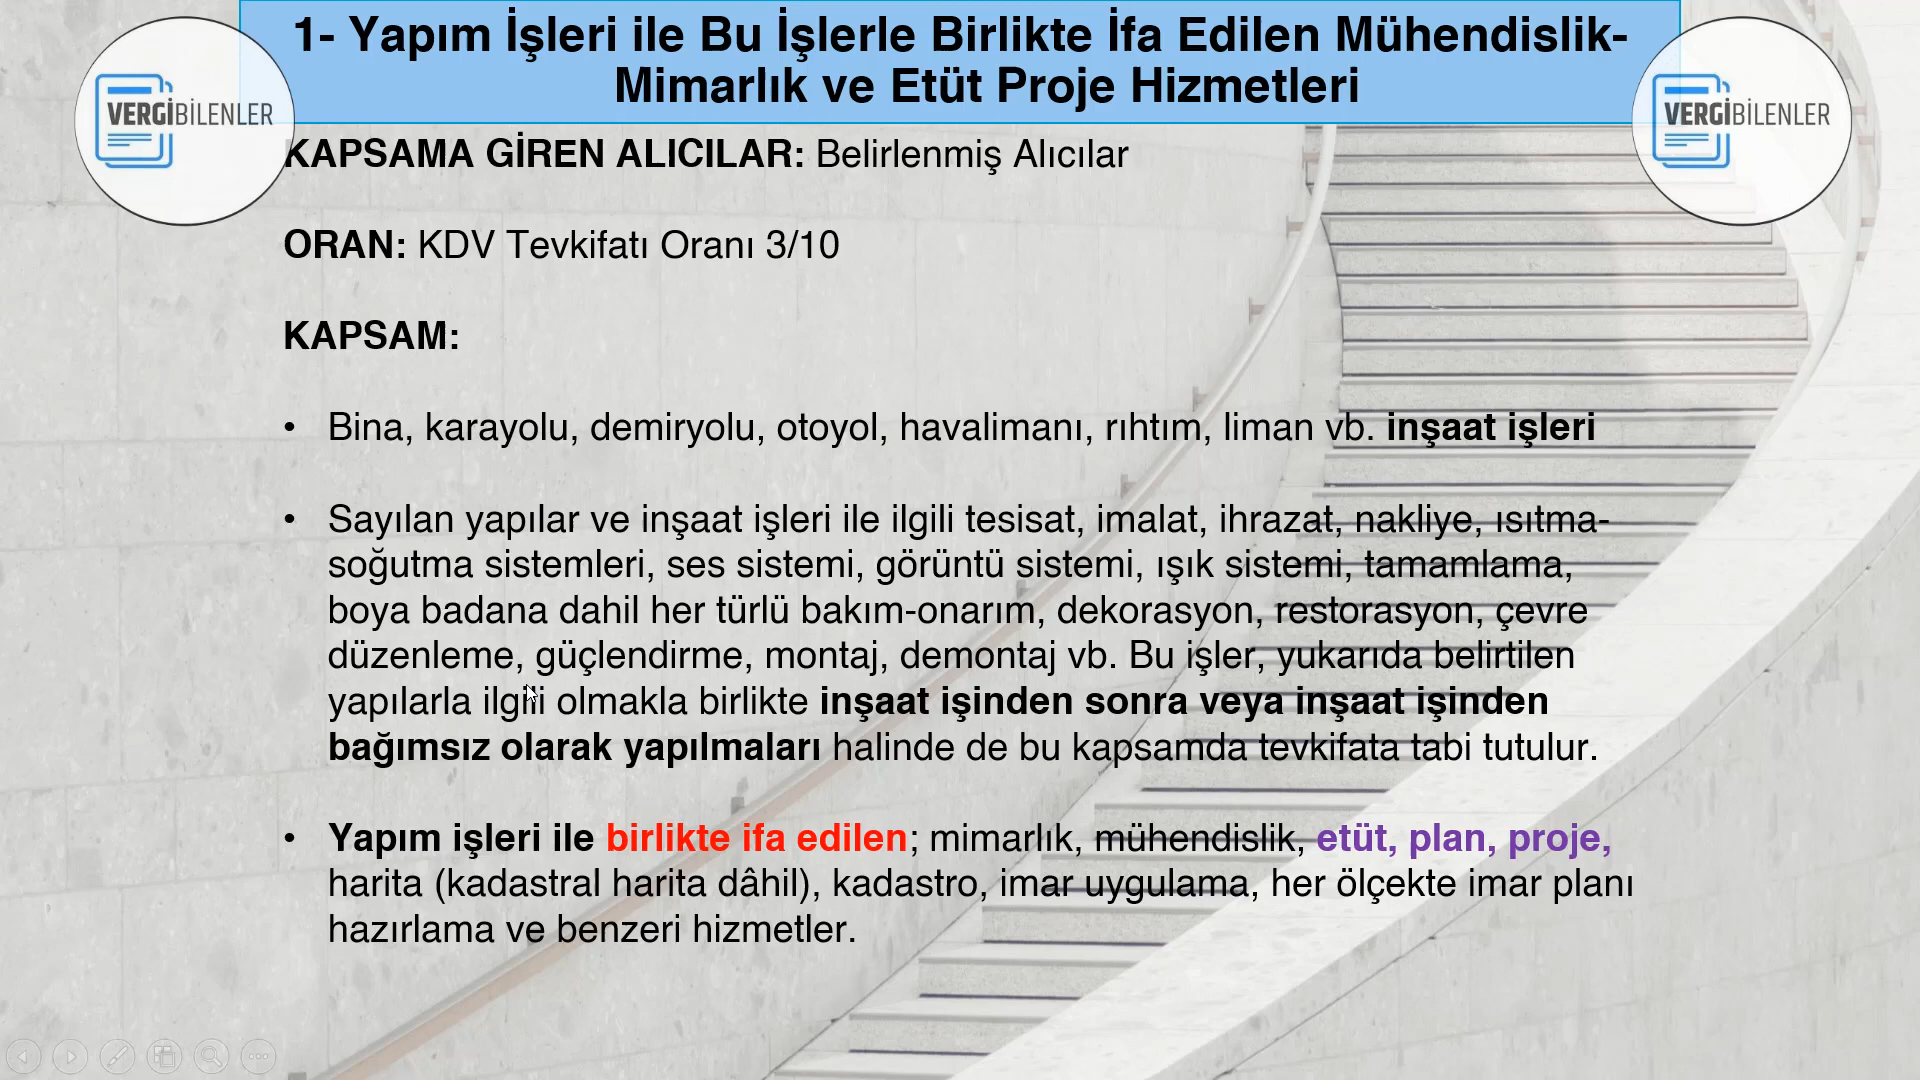 1- Yapım İşleri ile Bu İşlerle Birlikte İfa Edilen Mühendislik-
Mimarlık ve Etüt Proje Hizmetleri
VERGİBİLENLER
VERGİBİLENLER
KAPSAMA GİREN ALICILAR: Belirlenmiş Alıcılar
ORAN: KDV Tevkifatı Oranı 3/10
KAPSAM:
• Bina, karayolu, demiryolu, otoyol, havalimanı, rıhtım, liman vb. inşaat işleri
• Sayılan yapılar ve inşaat işleri ile ilgili tesisat, imalat, ihrazat, nakliye, ısıtma-
soğutma sistemleri, ses sistemi, görüntü sistemi, ışık sistemi, tamamlama,
boya badana dahil her türlü bakım-onarım, dekorasyon, restorasyon, çevre
düzenleme, güçlendirme, montaj, demontaj vb. Bu işler, yukarıda belirtilen
yapılarla ilgili olmakla birlikte inşaat işinden sonra veya inşaat işinden
bağımsız olarak yapılmaları halinde de bu kapsamda tevkifata tabi tutulur.
• Yapım işleri ile birlikte ifa edilen; mimarlık, mühendislik, etüt, plan, proje,
harita (kadastral harita dâhil), kadastro, imar uygulama, her ölçekte imar planı
hazırlama ve benzeri hizmetler.